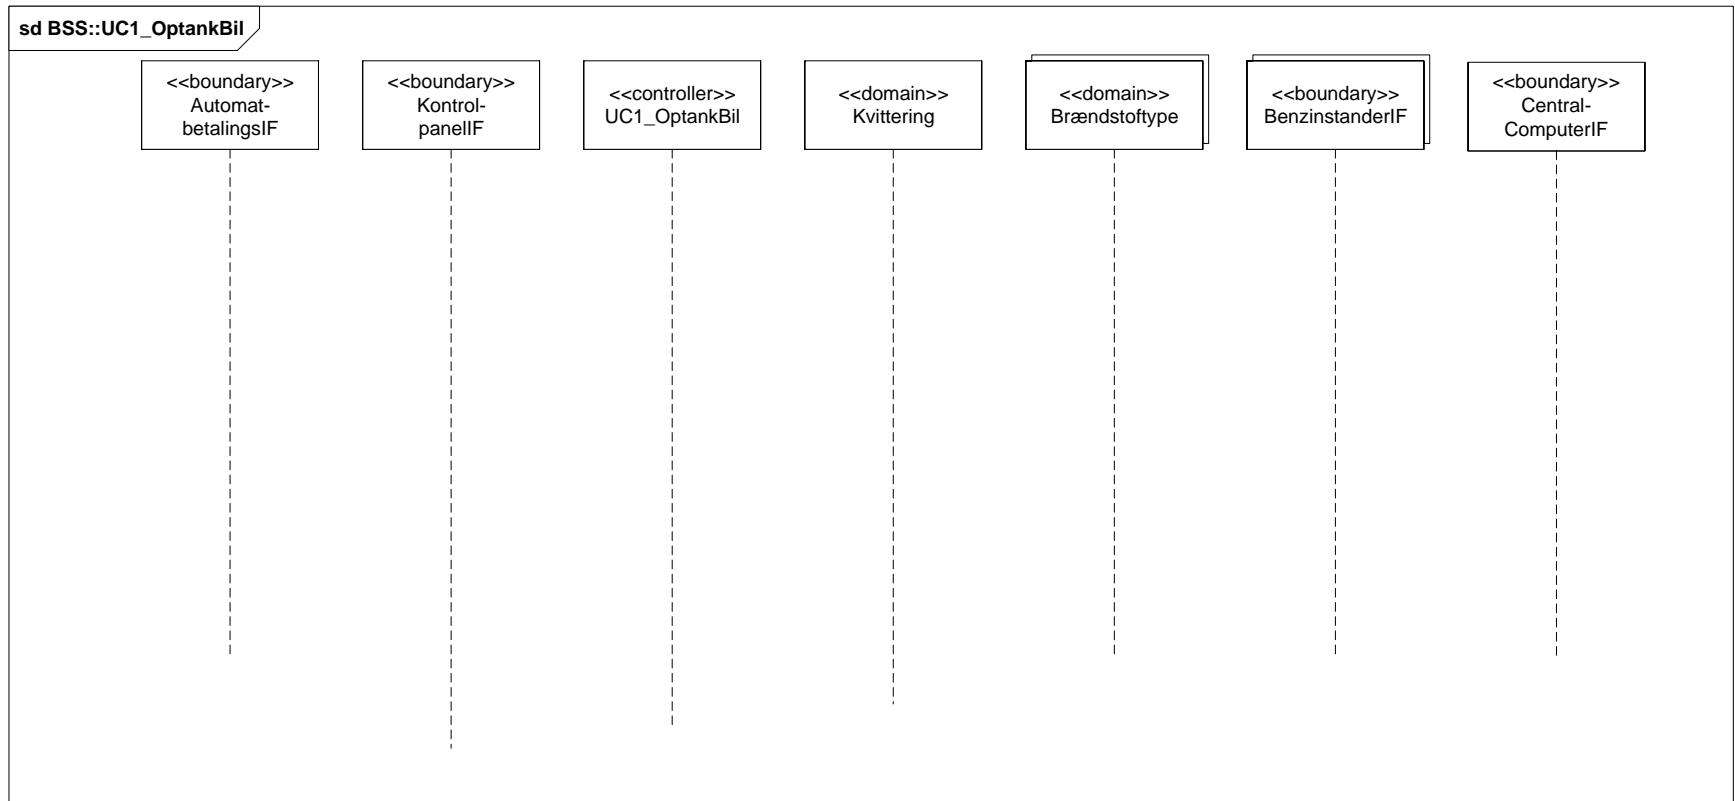 sd BSS::UC1_OptankBil
<<boundary>>
Automat-
betalingsIF
<<boundary>>
Kontrol-
panelIF
<<controller>>
UC1_OptankBil
<<domain>>
Kvittering
<<domain>>
Brændstoftype
<<boundary>>
BenzinstanderIF
<<boundary>>
Central-
ComputerIF